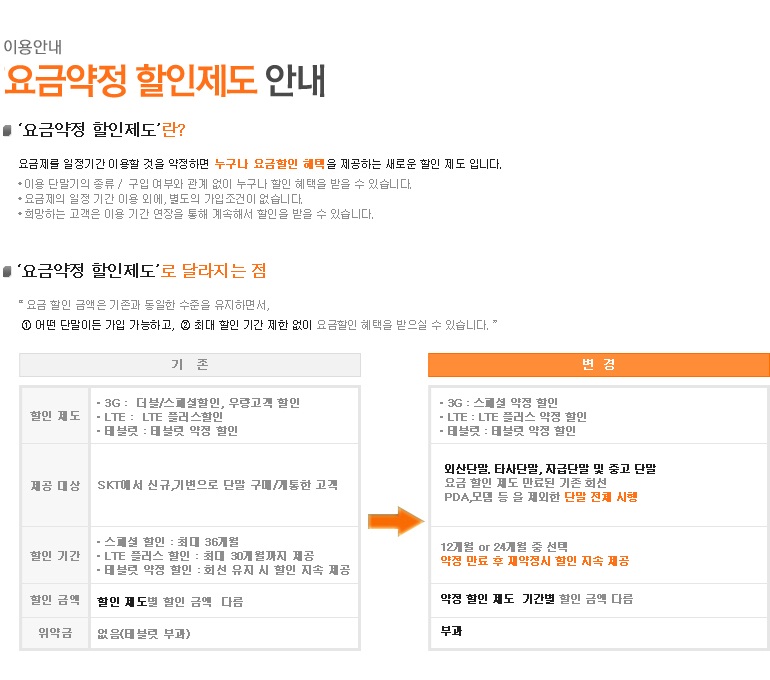 이용안내
요금약정 할인제도 안내
‘요금약정 할인제도’란?
요금제를 일정기간 이용할 것을 약정하면 누구나 요금할인 혜택을 제공하는 새로운 할인 제도 입니다.
• 이용 단말기의 종류 / 구입 여부와 관계 없이 누구나 할인 혜택을 받을 수 있습니다.
• 요금제의 일정 기간 이용 외에, 별도의 가입조건이 없습니다.
• 희망하는 고객은 이용 기간 연장을 통해 계속해서 할인을 받을 수 있습니다.
‘요금약정 할인제도’로 달라지는 점
“ 요금 할인 금액은 기존과 동일한 수준을 유지하면서,
① 어떤 단말이든 가입 가능하고, ② 최대 할인 기간 제한 없이 요금할인 혜택을 받으실 수 있습니다. ”
기 존
할인 제도
• 3G : 더블/스페셜할인, 우량고객 할인
• LTE : LTE 플러스할인
• 태블릿 : 태블릿 약정 할인
제공 대상
SKT에서 신규,기변으로 단말 구매/개통한 고객
할인 기간
• 스페셜 할인 : 최대 36개월
• LTE 플러스 할인 : 최대 30개월까지 제공
• 태블릿 약정 할인 : 회선 유지 시 할인 지속 제공
할인 금액
할인 제도별 할인 금액 다름
위약금
없음(태블릿 부과)
변 경
• 3G : 스페셜 약정 할인
• LTE : LTE 플러스 약정 할인
• 태블릿 : 태블릿 약정 할인
외산단말, 타사단말, 자급단말 및 중고 단말
요금 할인 제도 만료된 기존 회선
PDA,모뎀 등 을 제외한 단말 전체 시행
12개월 or 24개월 중 선택
약정 만료 후 재약정시 할인 지속 제공
약정 할인 제도 기간별 할인 금액 다름
부과